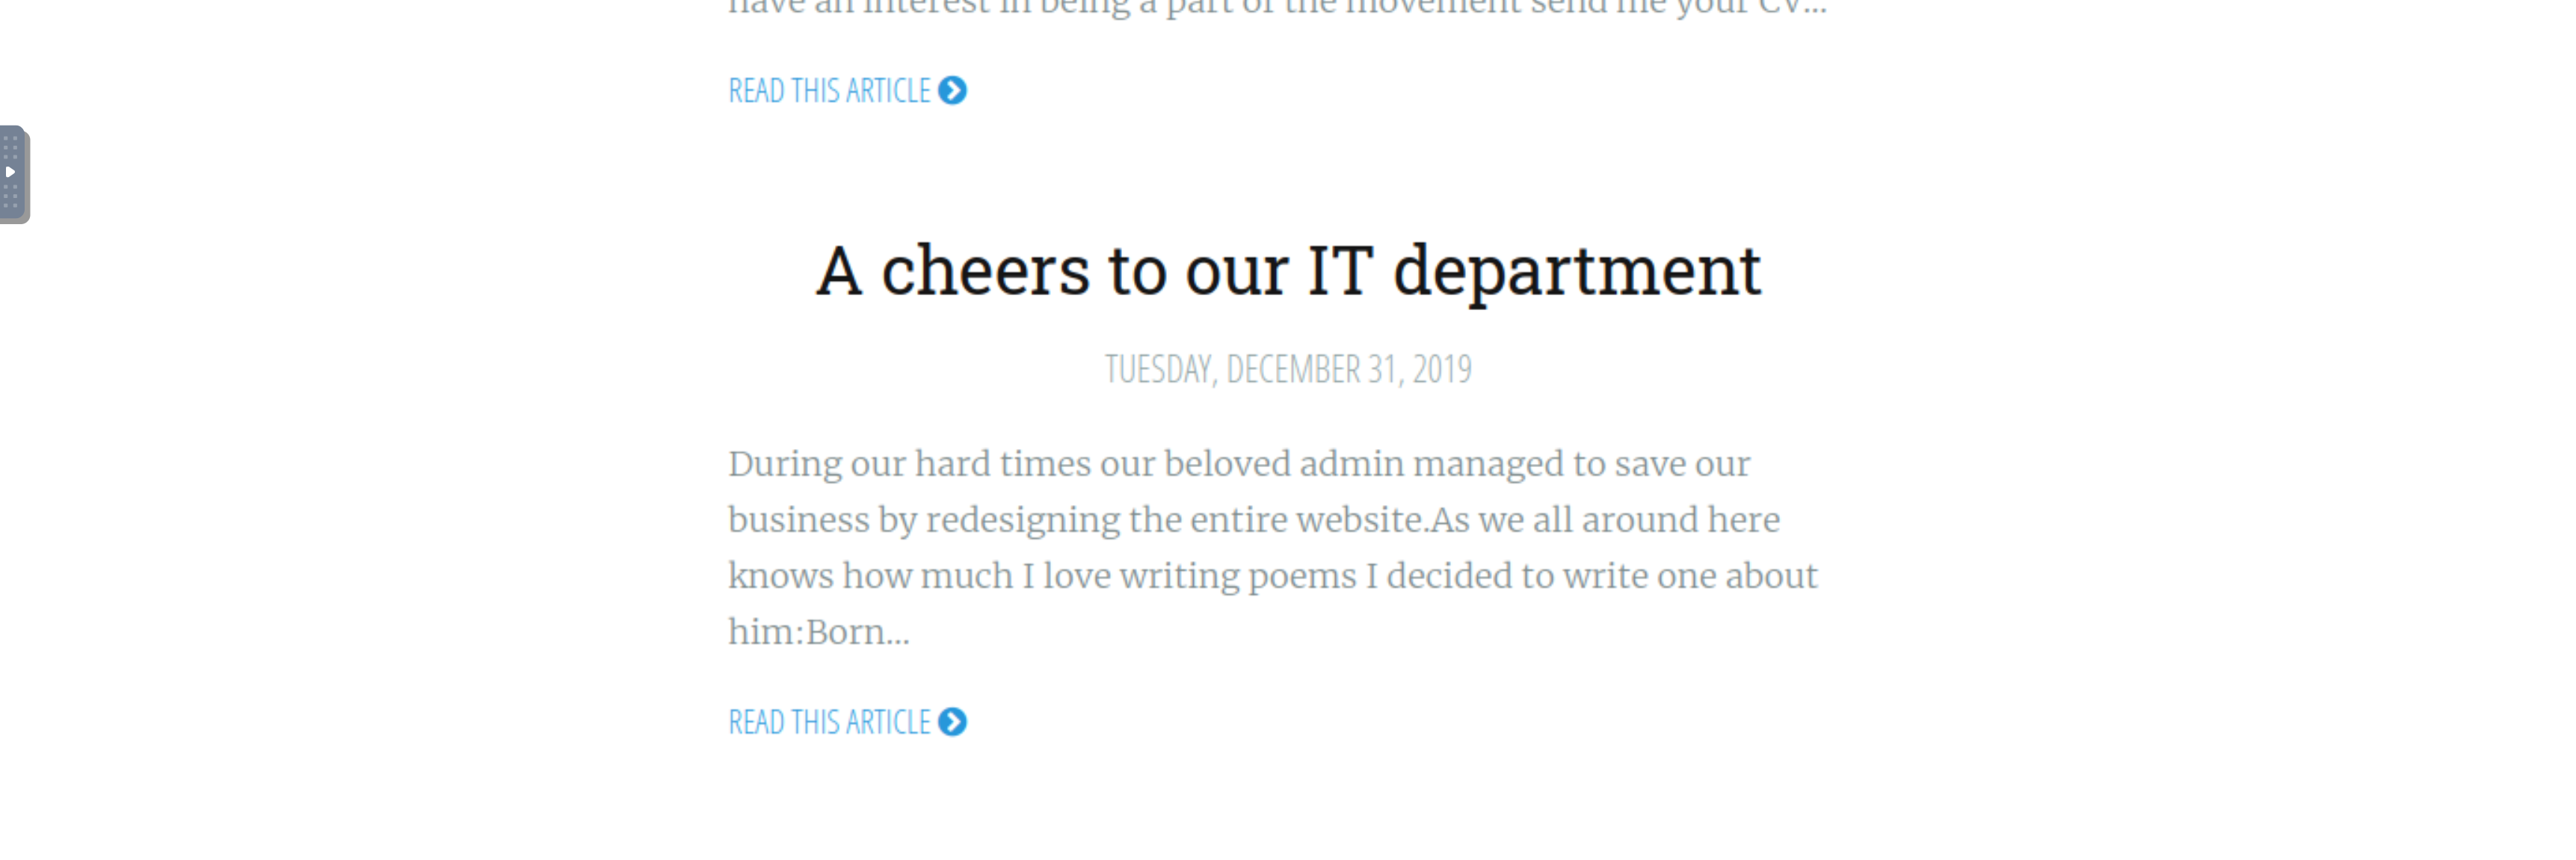 have an interest in being a part of the movement send me your CV...
READ THIS ARTICLE
A cheers to our IT department
TUESDAY, DECEMBER 31, 2019
During our hard times our beloved admin managed to save our
business by redesigning the entire website.As we all around here
knows how much I love writing poems I decided to write one about
him:Born...
READ THIS ARTICLE